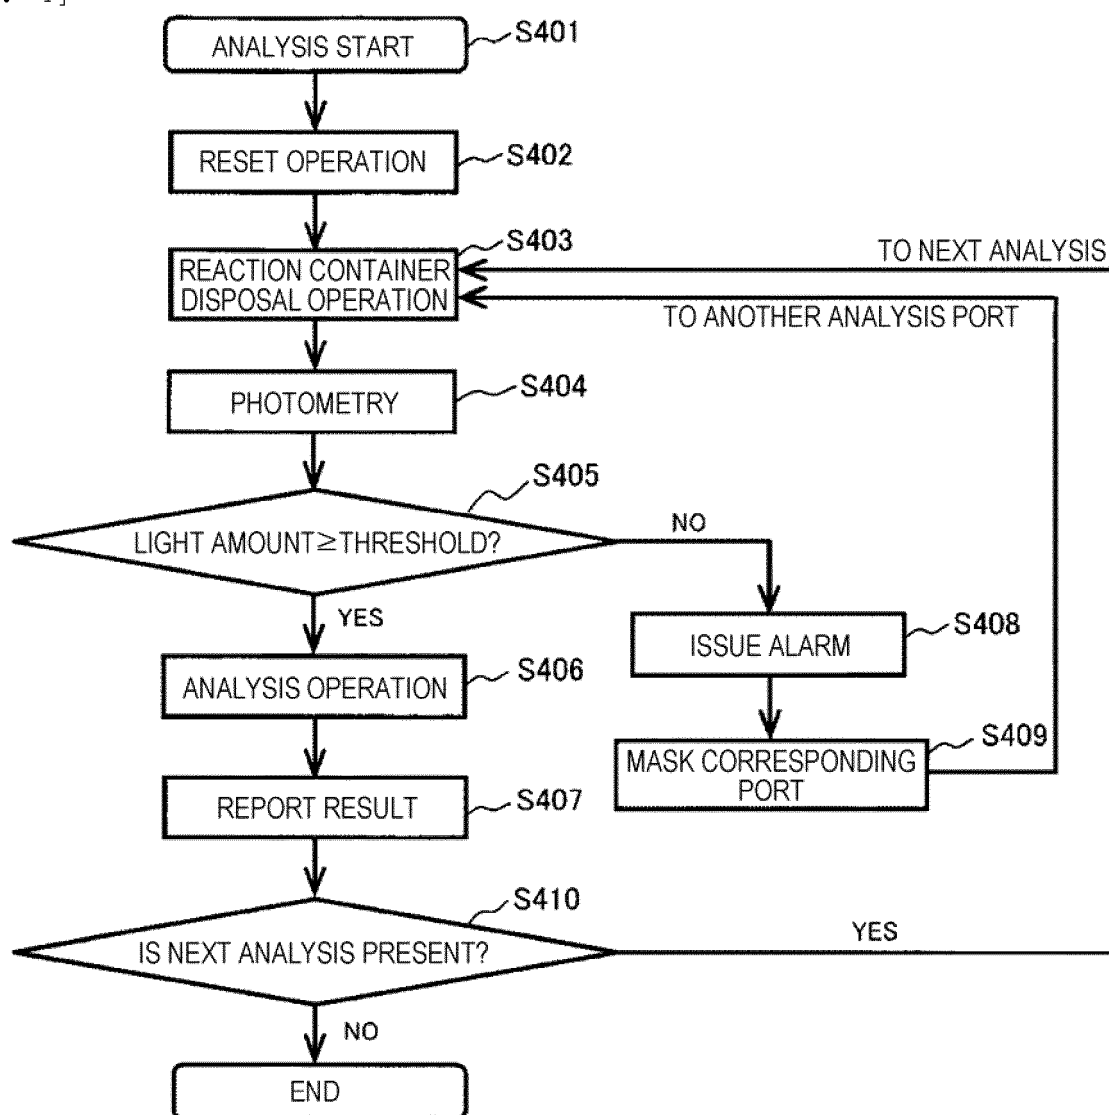 ANALYSIS START
S401
RESET OPERATION
S402
S403
REACTION CONTAINER
DISPOSAL OPERATION
TO NEXT ANALYSIS
TO ANOTHER ANALYSIS PORT
PHOTOMETRY
S404
S405
LIGHT AMOUNT≧THRESHOLD?
NO
YES
ISSUE ALARM
S408
ANALYSIS OPERATION
S406
MASK CORRESPONDING
PORT
S409
REPORT RESULT
S407
S410
IS NEXT ANALYSIS PRESENT?
YES
NO
END